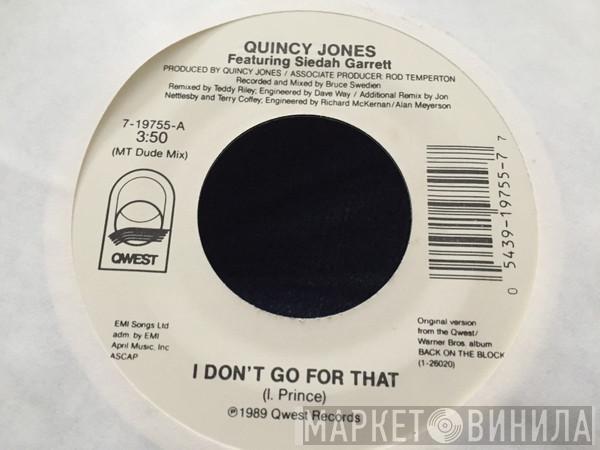 QUINCY JONES
Featuring Siedah Garrett
PRODUCED BY QUINCY JONES / ASSOCIATE PRODUCER: ROD TEMPERTON
Recorded and Mixed by Bruce Swedien
Remixed by Teddy Riley; Engineered by Dave Way / Additional Remix by Jon
Nettlesby and Terry Coffey; Engineered by Richard McKernan/Alan Meyerson
7-19755-A
3:50
(MT Dude Mix)
QWEST
0 5439-19755-7 7
EMI Songs Ltd
adm by EMI
April Music, Inc
ASCAP
Original version
from the Qwest/
Warner Bros. album
BACK ON THE BLOCK
(1-26020)
I DON'T GO FOR THAT
(I. Prince)
℗1989 Qwest Records
МАРКЕТ ВИНИЛА